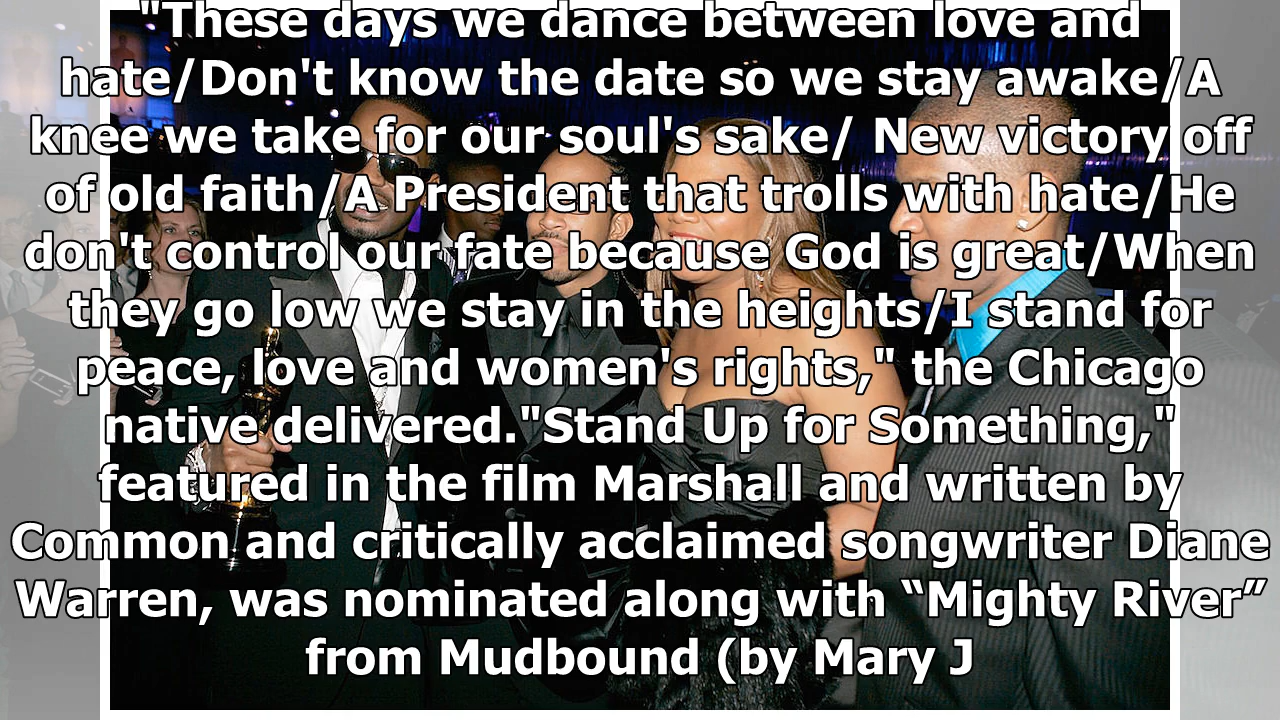 "These days we dance between love and
hate/Don't know the date so we stay awake/A
knee we take for our soul's sake/ New victory off
of old faith/A President that trolls with hate/He
don't control our fate because God is great/When
they go low we stay in the heights/I stand for
peace, love and women's rights," the Chicago
native delivered."Stand Up for Something,"
featured in the film Marshall and written by
Common and critically acclaimed songwriter Diane
Warren, was nominated along with “Mighty River”
from Mudbound (by Mary J